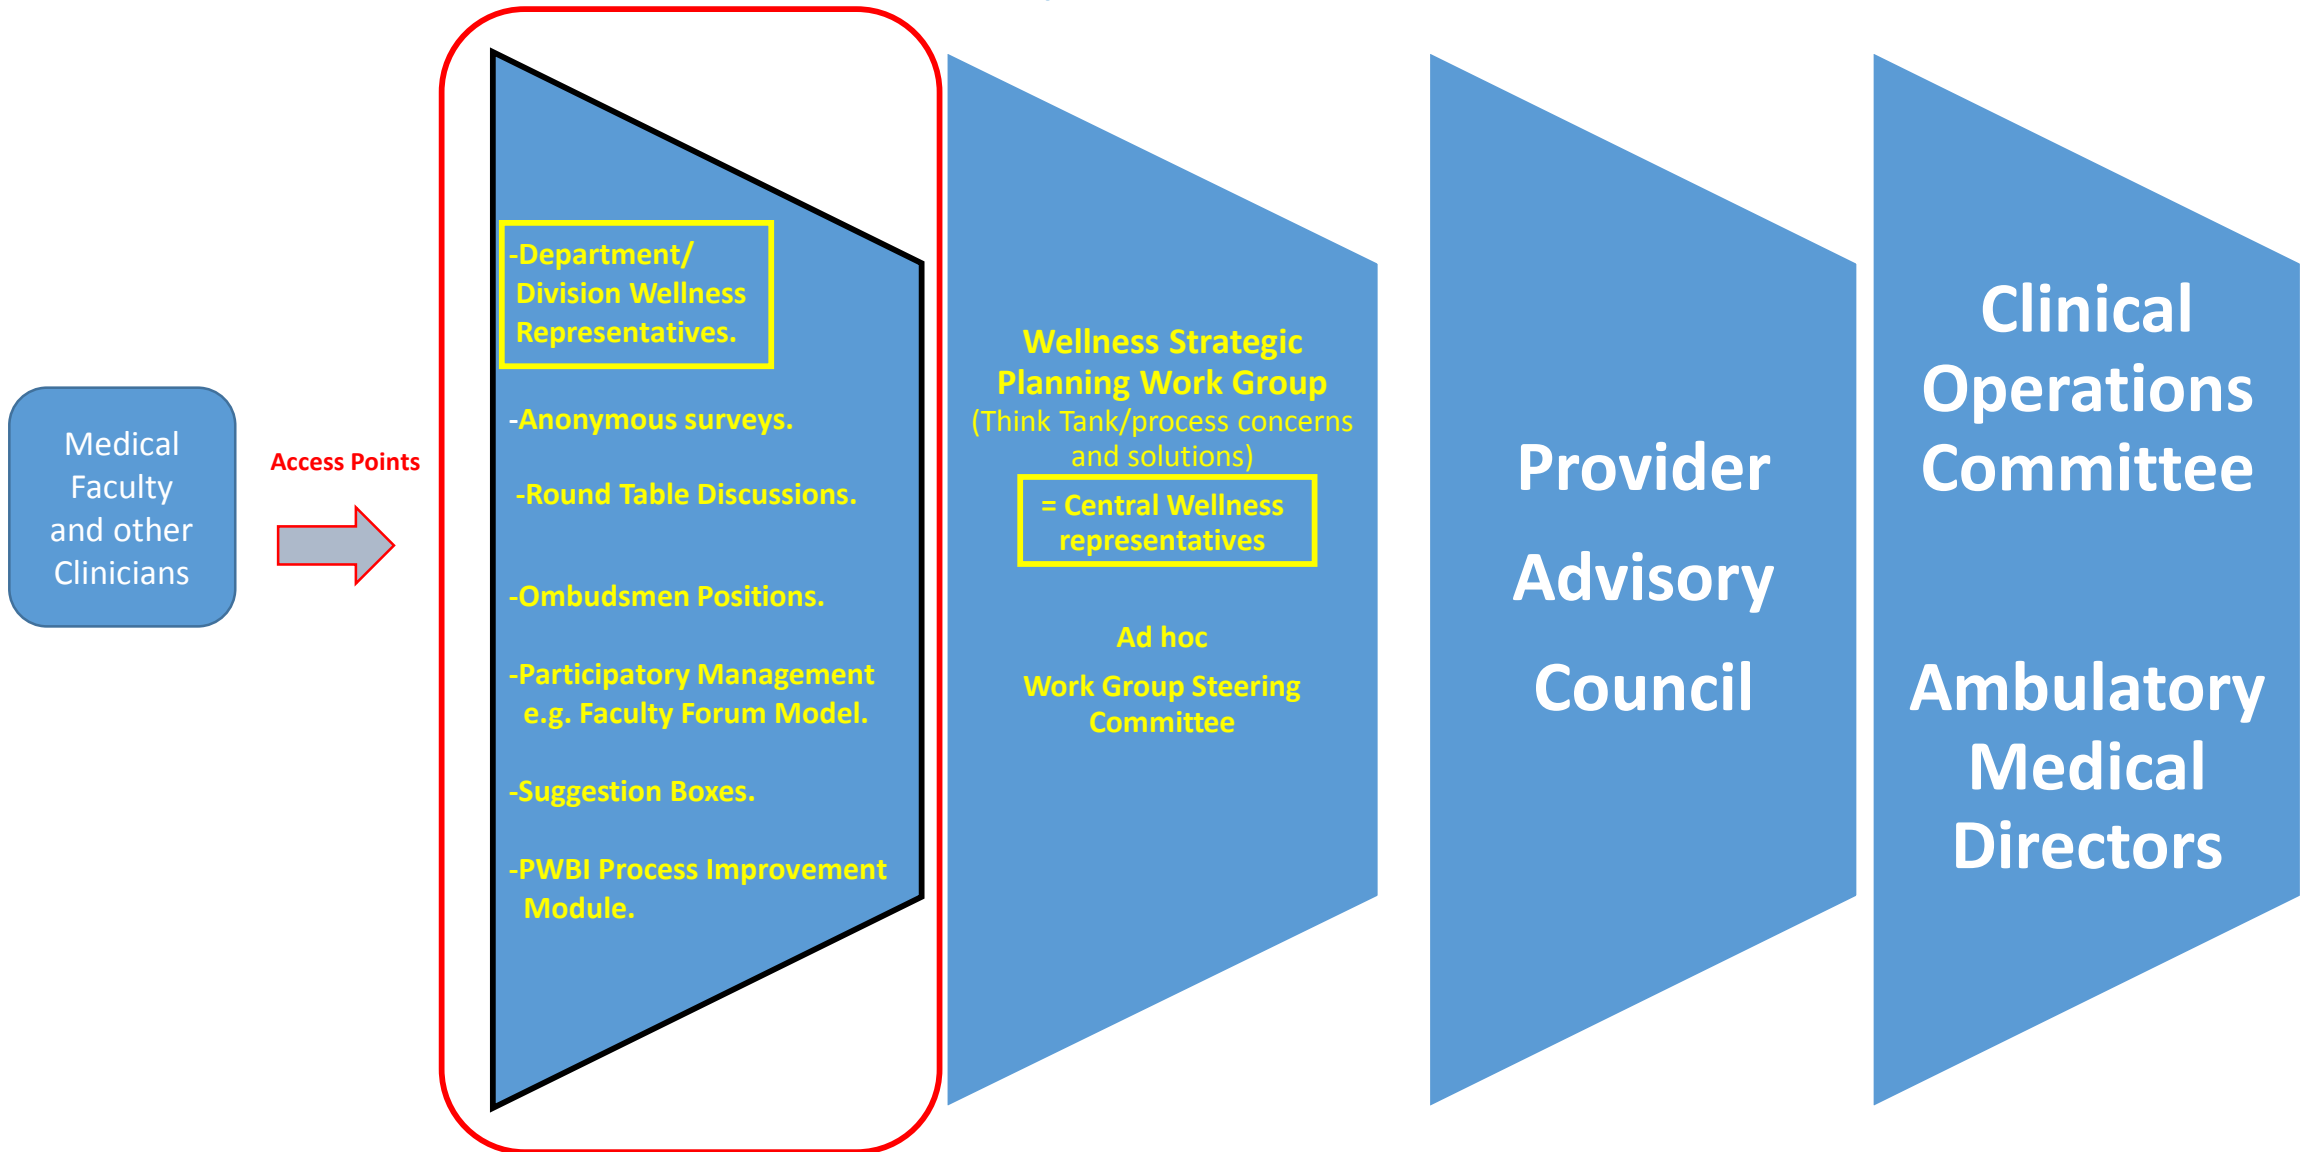 Medical
Faculty
and other
Clinicians
Access Points
-Department/
Division Wellness
Representatives.
-Anonymous surveys.
-Round Table Discussions.
-Ombudsmen Positions.
-Participatory Management
e.g. Faculty Forum Model.
-Suggestion Boxes.
-PWBI Process Improvement
Module.
Wellness Strategic
Planning Work Group
(Think Tank/process concerns
and solutions)
= Central Wellness
representatives
Ad hoc
Work Group Steering
Committee
Provider
Advisory
Council
Clinical
Operations
Committee
Ambulatory
Medical
Directors